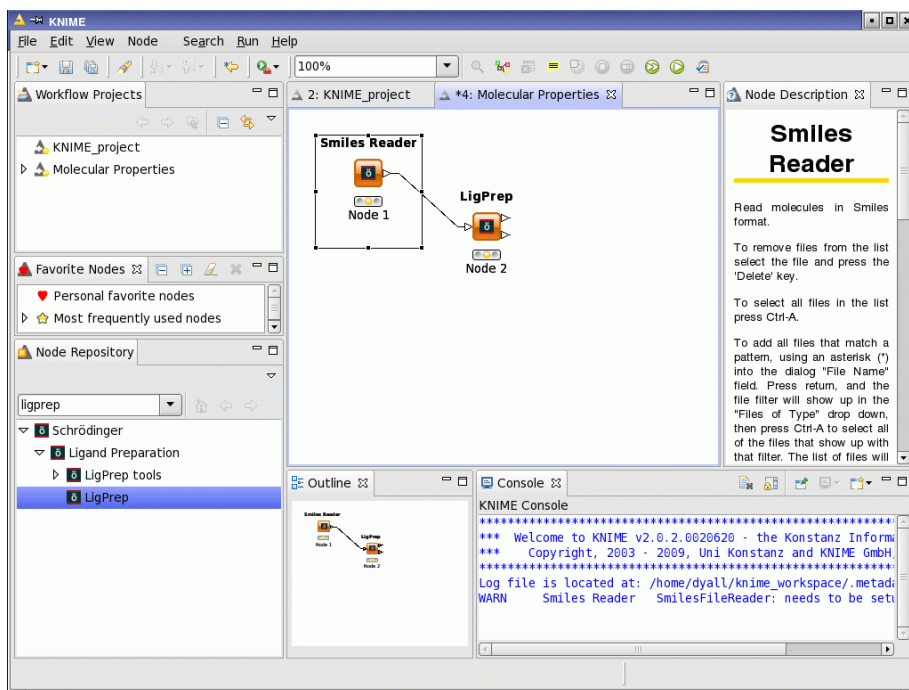 KNIME
File Edit View Node Search Run Help
100%
Workflow Projects
KNIME_project
Molecular Properties
Favorite Nodes
Personal favorite nodes
Most frequently used nodes
Node Repository
ligprep
Schrödinger
Ligand Preparation
LigPrep tools
LigPrep
2: KNIME_project
*4: Molecular Properties
Smiles Reader
Node 1
LigPrep
Node 2
Node Description
Smiles
Reader
Read molecules in Smiles
format.
To remove files from the list
select the file and press the
'Delete' key.
To select all files in the list
press Ctrl-A.
To add all files that match a
pattern, using an asterisk (*)
into the dialog "File Name"
field. Press return, and the
file filter will show up in the
"Files of Type" drop down,
then press Ctrl-A to select all
of the files that show up with
that filter. The list of files will
Outline
Smiles Reader
Node 1
LigPrep
Node 2
Console
KNIME Console
*** Welcome to KNIME v2.0.2.0020620 - the Konstanz Informa
*** Copyright, 2003 - 2009, Uni Konstanz and KNIME GmbH,
Log file is located at: /home/dyall/knime_workspace/.metada
WARN Smiles Reader SmilesFileReader: needs to be setu